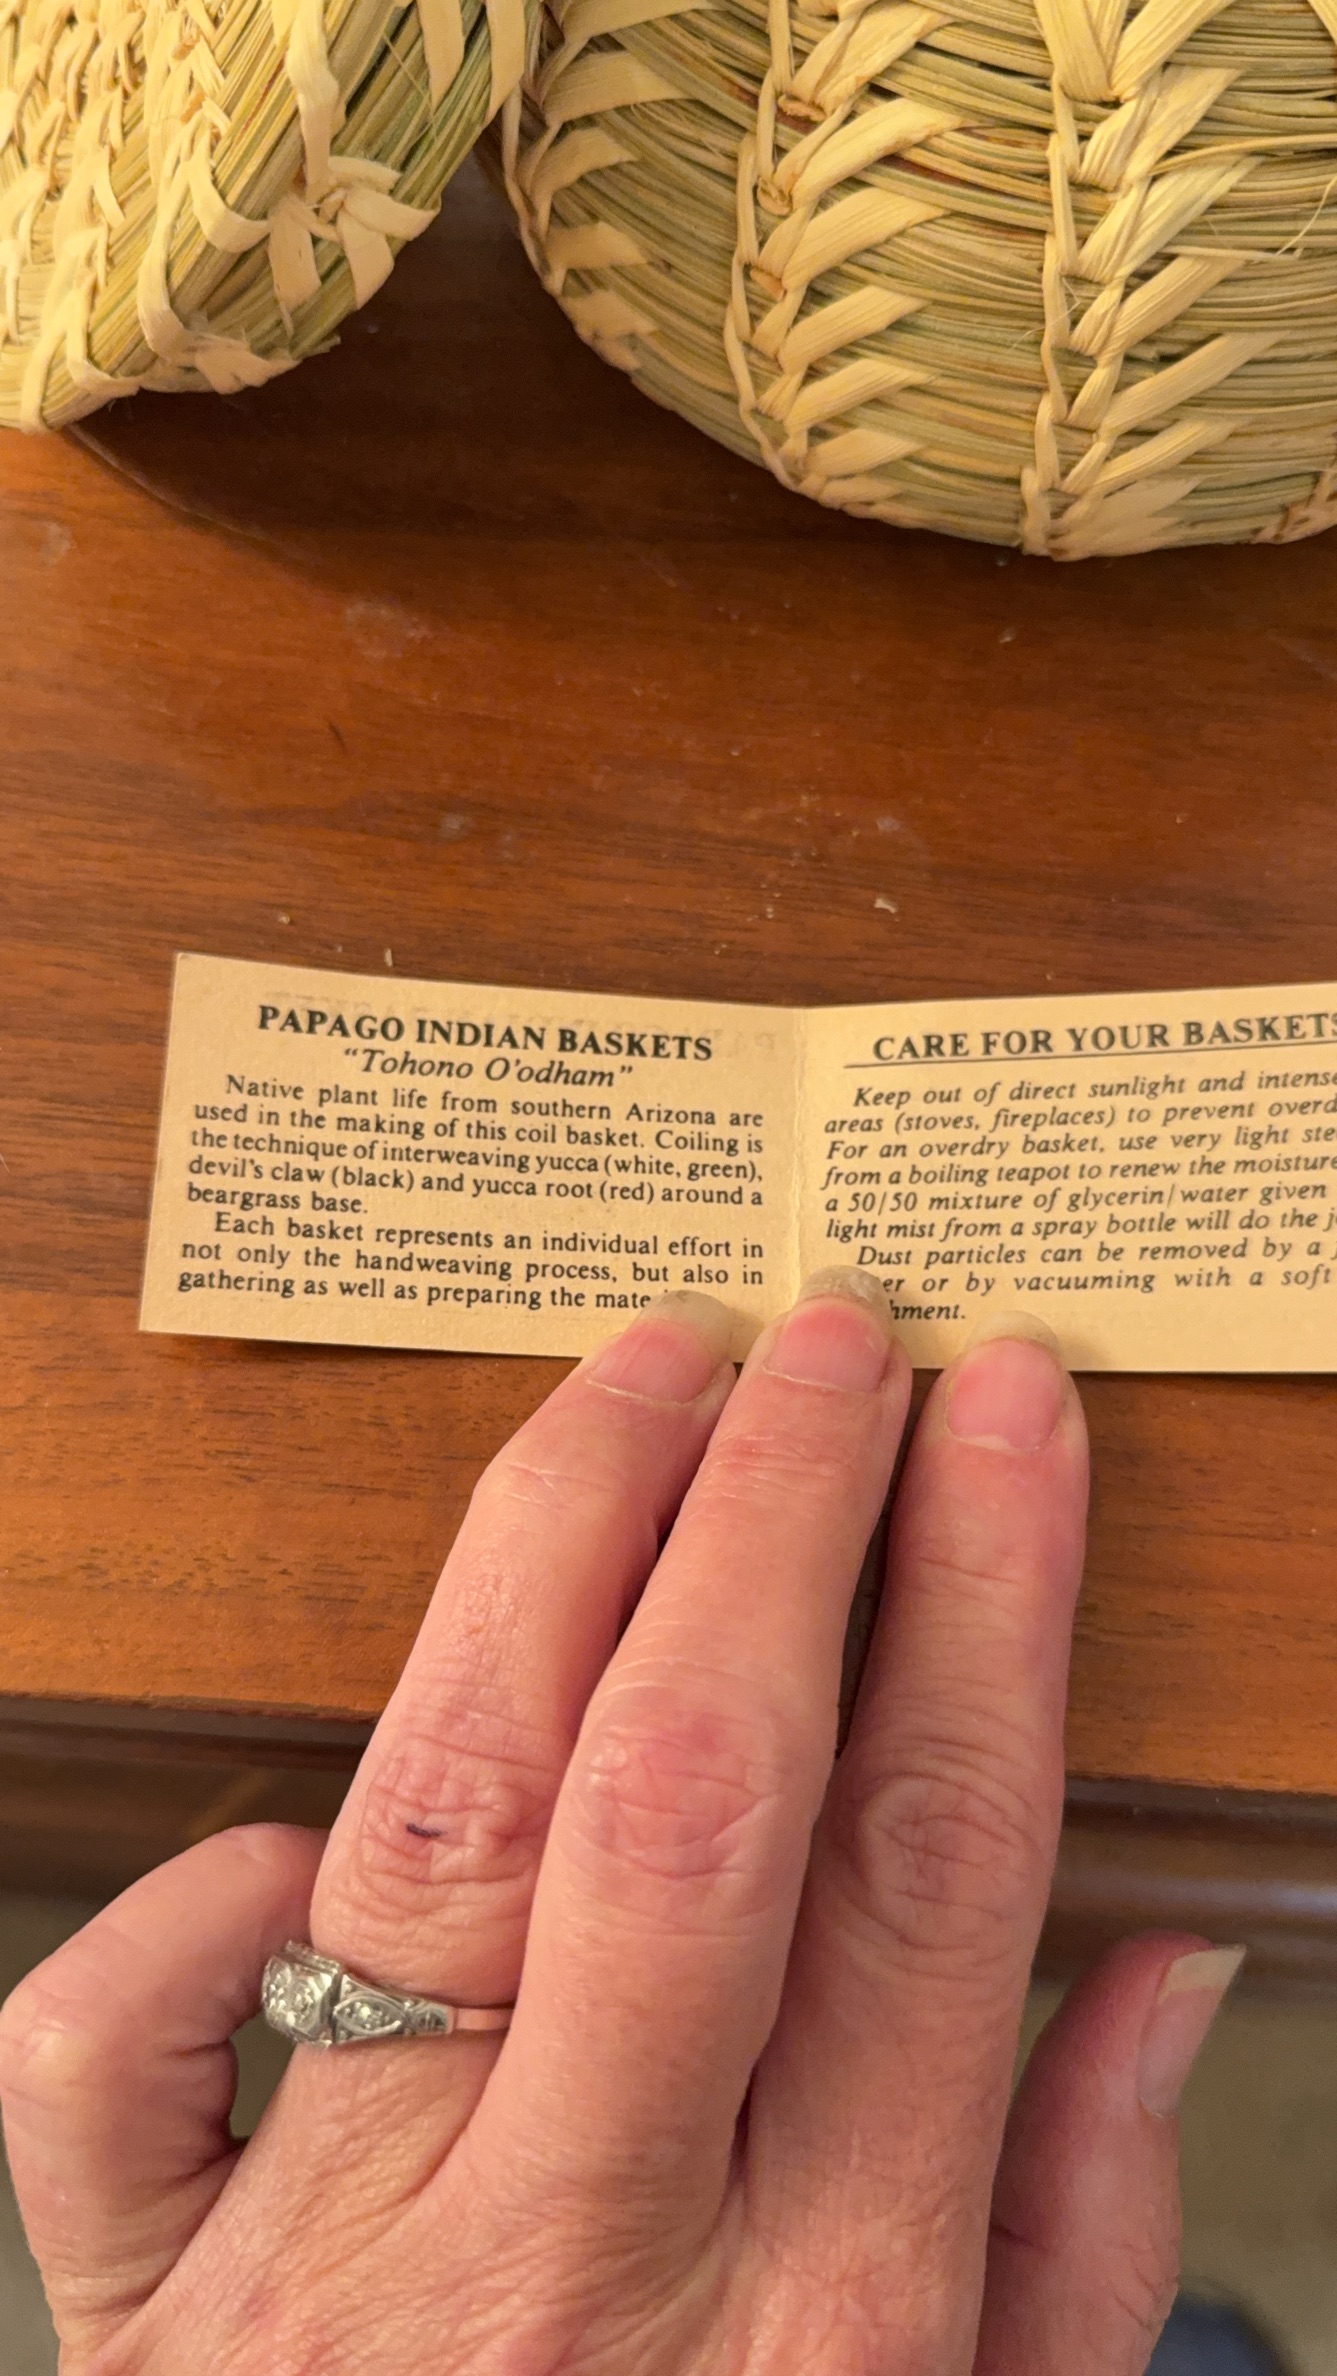 PAPAGO INDIAN BASKETS
"Tohono O'odham"
Native plant life from southern Arizona are
used in the making of this coil basket. Coiling is
the technique of interweaving yucca (white, green),
devil's claw (black) and yucca root (red) around a
beargrass base.
Each basket represents an individual effort in
not only the handweaving process, but also in
gathering as well as preparing the
CARE FOR YOUR BASKETS
Keep out of direct sunlight and intense
areas (stoves, fireplaces) to prevent
For an overdry basket, use very light
from a boiling teapot to renew the moisture
a 50/50 mixture of glycerin/water given
light mist from a spray bottle will do the
Dust particles can be removed by a
or by vacuuming with a soft